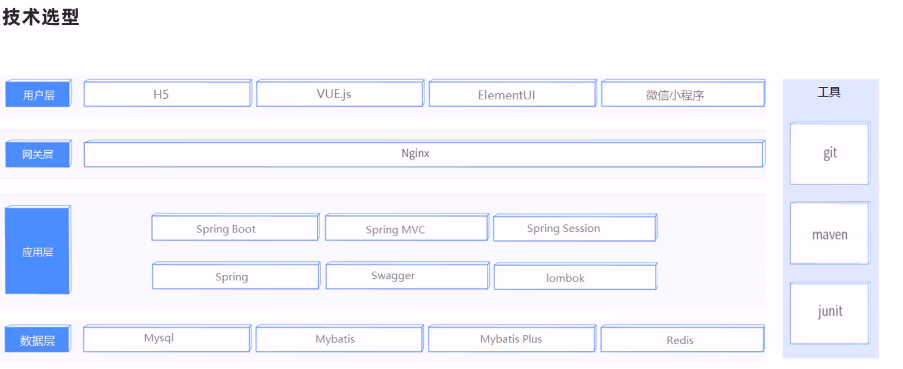 技术选型
用户层 H5 VUE.js ElementUI 微信小程序
工具
网关层 Nginx
git
应用层
Spring Boot Spring MVC Spring Session
Spring Swagger lombok
maven
junit
数据层 Mysql Mybatis Mybatis Plus Redis